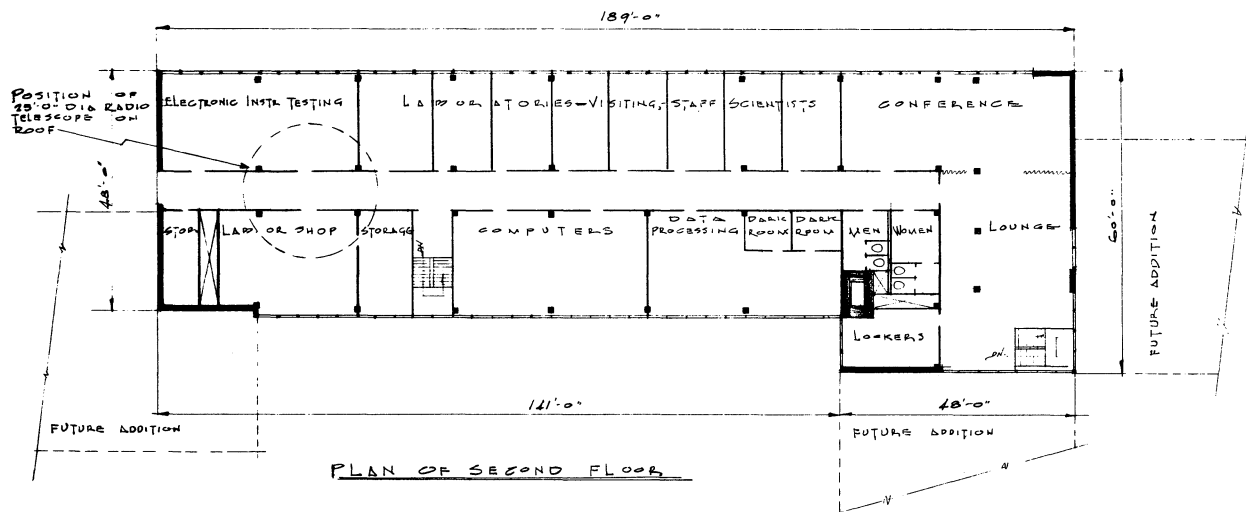 189'-0"
POSITION OF
25'-0" DIA RADIO
TELESCOPE ON
ROOF
ELECTRONIC INSTR TESTING
LABORATORIES-VISITING,-STAFF SCIENTISTS
CONFERENCE
48'-0"
STOR
LAB OR SHOP
STORAGE
DN
COMPUTERS
DATA
PROCESSING
DARK
ROOM
DARK
ROOM
MEN
WOMEN
LOUNGE
60'-0"
FUTURE ADDITION
LOCKERS
DN.
141'-0"
48'-0"
FUTURE ADDITION
FUTURE ADDITION
PLAN OF SECOND FLOOR